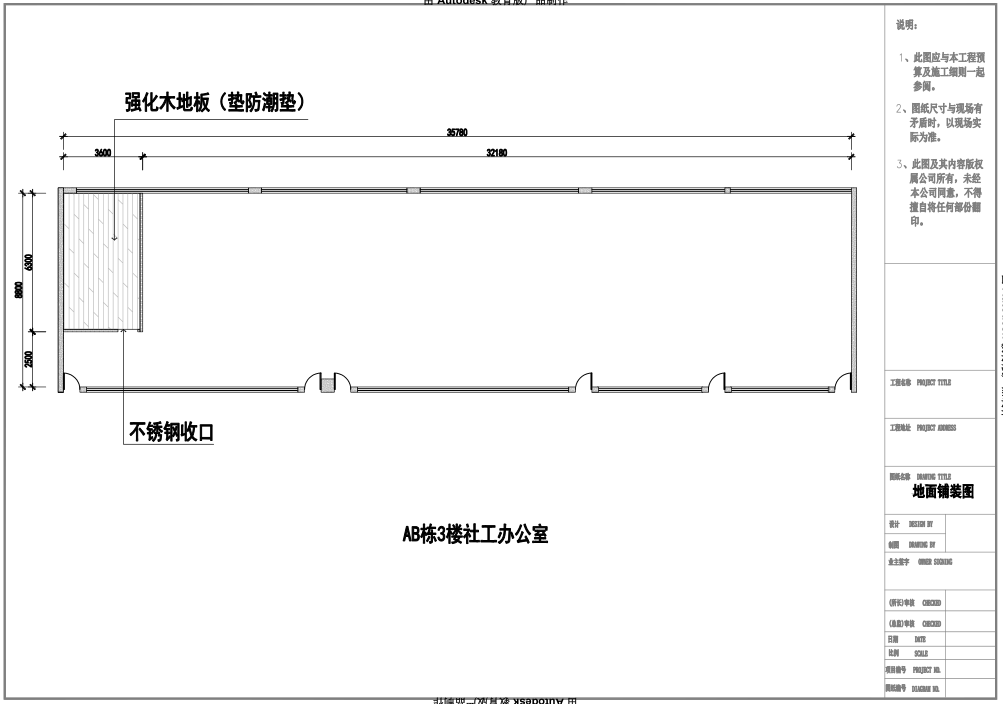 由 Autodesk 教育版产品制作
说明:
1、此图应与本工程预
算及施工细则一起
参阅。
2、图纸尺寸与现场有
矛盾时，以现场实
际为准。
3、此图及其内容版权
属公司所有，未经
本公司同意，不得
擅自将任何部份翻
印。
强化木地板（垫防潮垫）
35780
3600
32180
8800
6300
2500
不锈钢收口
AB栋3楼社工办公室
工程名称 PROJECT TITLE
工程地址 PROJECT ADDRESS
图纸名称 DRAWING TITLE
地面铺装图
设计 DESIGN BY
制图 DRAWING BY
业主签字 OWNER SIGNING
(所长)审核 CHECKED
(总监)审核 CHECKED
日期 DATE
比例 SCALE
项目编号 PROJECT NO.
图纸编号 DIAGRAM NO.
由 Autodesk 教育版产品制作